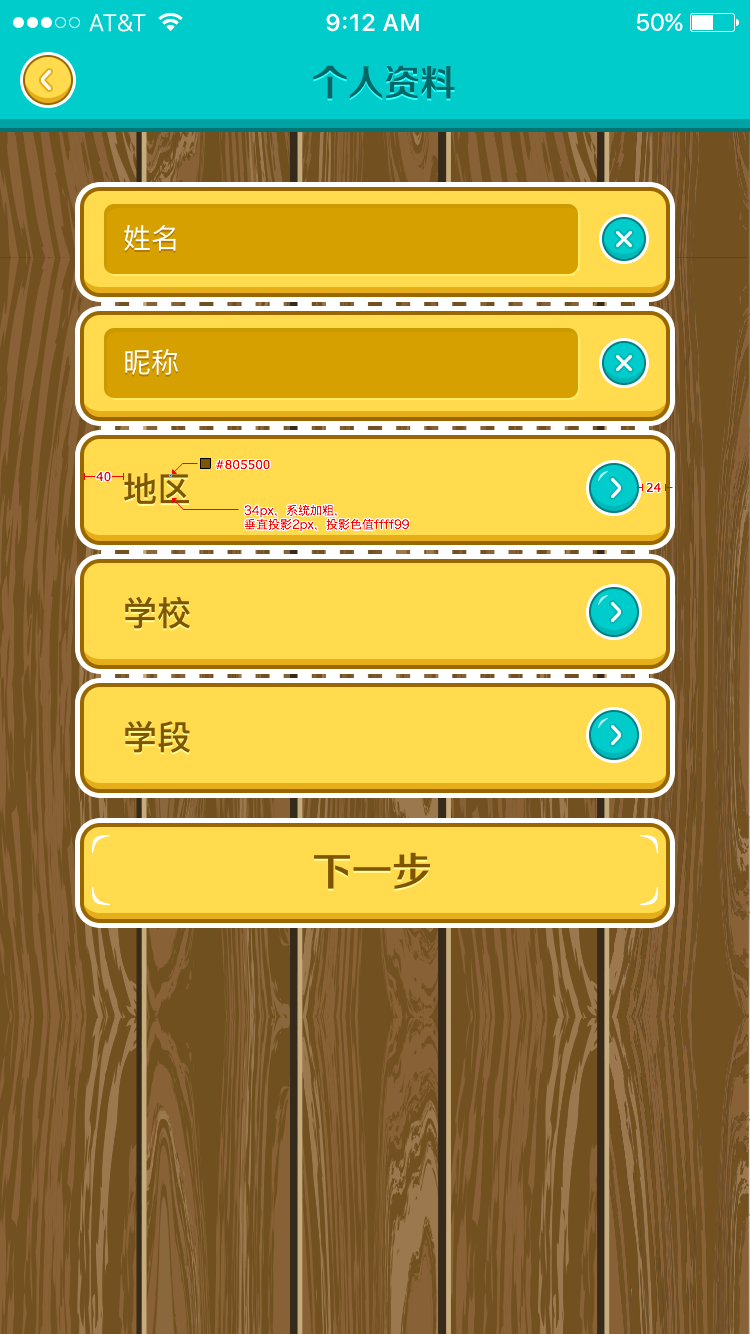 AT&T 9:12 AM 50%
个人资料
姓名
昵称
#805500
40 地区 24
34px，系统加粗，
垂直投影2px，投影色值ffff99
学校
学段
下一步